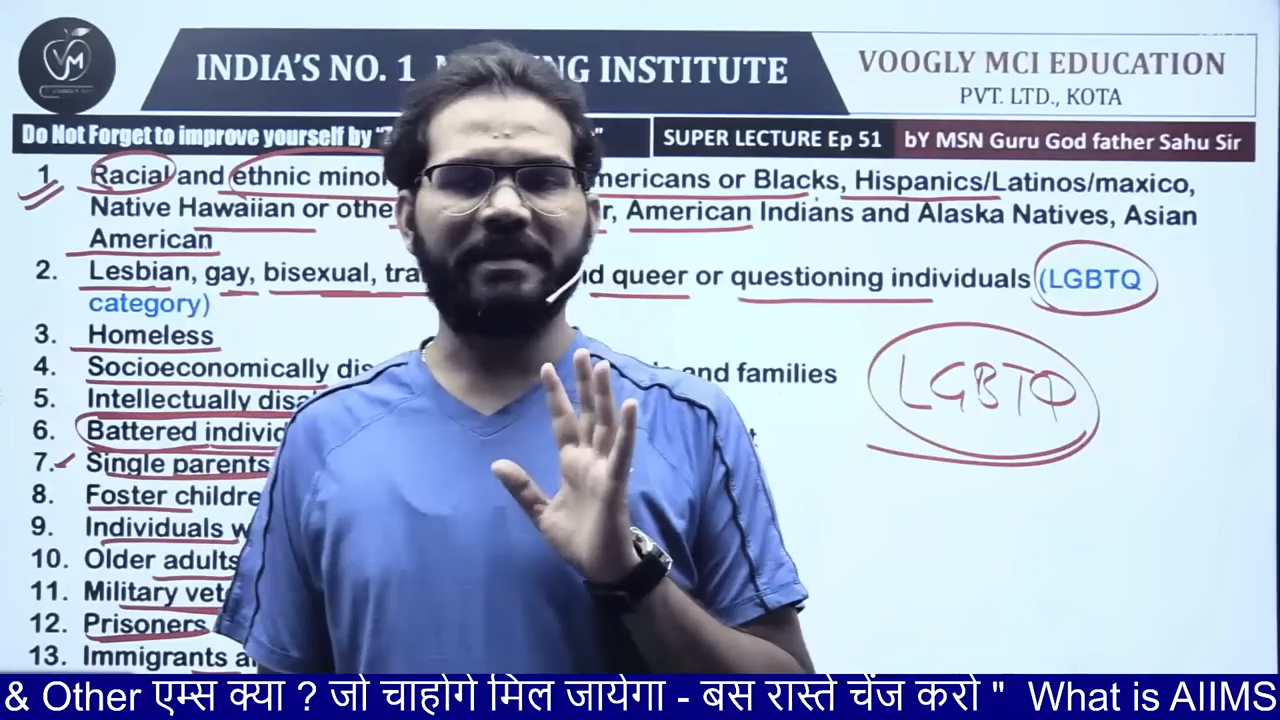 VM
INDIA'S NO. 1 NG INSTITUTE
VOOGLY MCI EDUCATION
PVT. LTD., KOTA
Do Not Forget to improve yourself by "
SUPER LECTURE Ep 51
bY MSN Guru God father Sahu Sir
1. Racial and ethnic minor mericans or Blacks, Hispanics/Latinos/maxico,
Native Hawaiian or othe r, American Indians and Alaska Natives, Asian
American
2. Lesbian, gay, bisexual, tra d queer or questioning individuals (LGBTQ
category)
3. Homeless
4. Socioeconomically dis and families
5. Intellectually disa
6. Battered individ
LGBTQ
7. Single parents
8. Foster childre
9. Individuals w
10. Older adults
11. Military vet
12. Prisoners
13. Immigrants a
& Other एम्स क्या ? जो चाहोगे मिल जायेगा - बस रास्ते चेंज करो " What is AIIMS